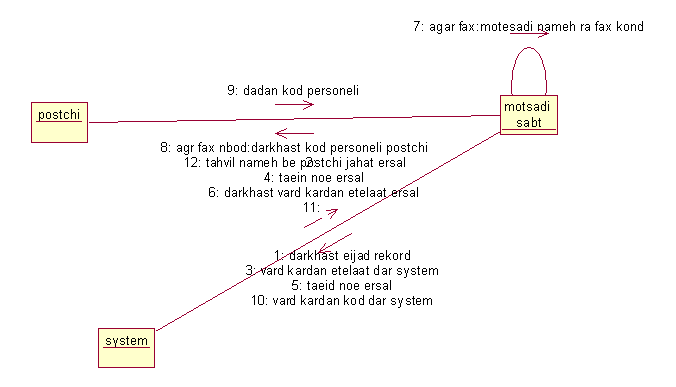 7: agar fax:motesadi nameh ra fax kond
9: dadan kod personeli
postchi
motsadi
sabt
8: agr fax nbod:darkhast kod personeli postchi
12: tahvil nameh be postchi jahat ersal
2:
4: taein noe ersal
6: darkhast vard kardan etelaat ersal
11:
1: darkhast eijad rekord
3: vard kardan etelaat dar system
5: taeid noe ersal
10: vard kardan kod dar system
system